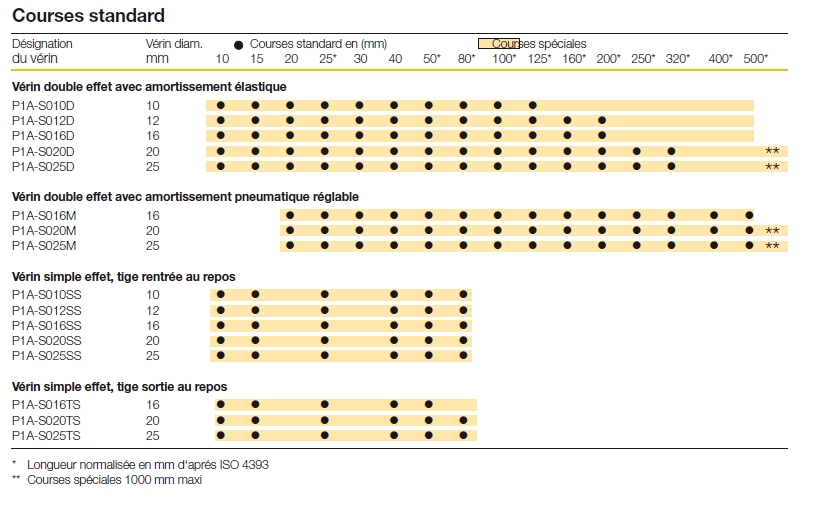 Courses standard
Désignation Vérin diam. ● Courses standard en (mm) Courses spéciales
du vérin mm 10 15 20 25* 30 40 50* 80* 100* 125* 160* 200* 250* 320* 400* 500*
Vérin double effet avec amortissement élastique
P1A-S010D 10 ● ● ● ● ● ● ● ● ● ●
P1A-S012D 12 ● ● ● ● ● ● ● ● ● ● ● ●
P1A-S016D 16 ● ● ● ● ● ● ● ● ● ● ● ●
P1A-S020D 20 ● ● ● ● ● ● ● ● ● ● ● ● ● ● **
P1A-S025D 25 ● ● ● ● ● ● ● ● ● ● ● ● ● ● **
Vérin double effet avec amortissement pneumatique réglable
P1A-S016M 16 ● ● ● ● ● ● ● ● ● ● ● ● ● ●
P1A-S020M 20 ● ● ● ● ● ● ● ● ● ● ● ● ● ● **
P1A-S025M 25 ● ● ● ● ● ● ● ● ● ● ● ● ● ● **
Vérin simple effet, tige rentrée au repos
P1A-S010SS 10 ● ● ● ● ● ●
P1A-S012SS 12 ● ● ● ● ● ●
P1A-S016SS 16 ● ● ● ● ● ●
P1A-S020SS 20 ● ● ● ● ● ●
P1A-S025SS 25 ● ● ● ● ● ●
Vérin simple effet, tige sortie au repos
P1A-S016TS 16 ● ● ● ● ●
P1A-S020TS 20 ● ● ● ● ● ●
P1A-S025TS 25 ● ● ● ● ● ●
* Longueur normalisée en mm d'aprés ISO 4393
** Courses spéciales 1000 mm maxi